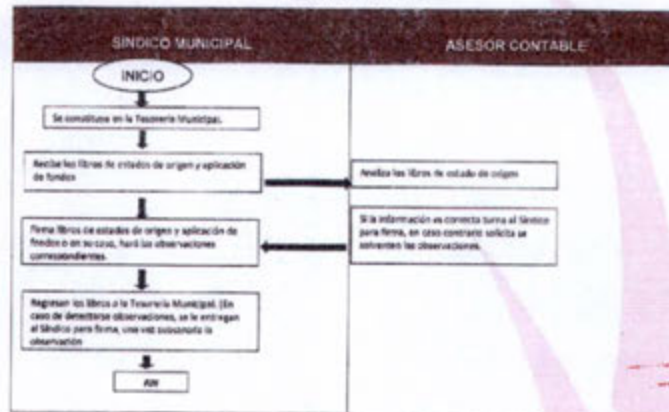 SÍNDICO MUNICIPAL
ASESOR CONTABLE
INICIO
Se constituye en la Tesorería Municipal.
Recibe los libros de estados de origen y aplicación
de fondos
Analiza los libros de estado de origen
Firma libros de estados de origen y aplicación de
fondos o en su caso, hará las observaciones
correspondientes.
Si la información es correcta turna al Síndico
para firma, en caso contrario solicita se
solventen las observaciones.
Regresan los libros a la Tesorería Municipal. (En
caso de detectarse observaciones, se le entregan
al Síndico para firma, una vez subsanada la
observación